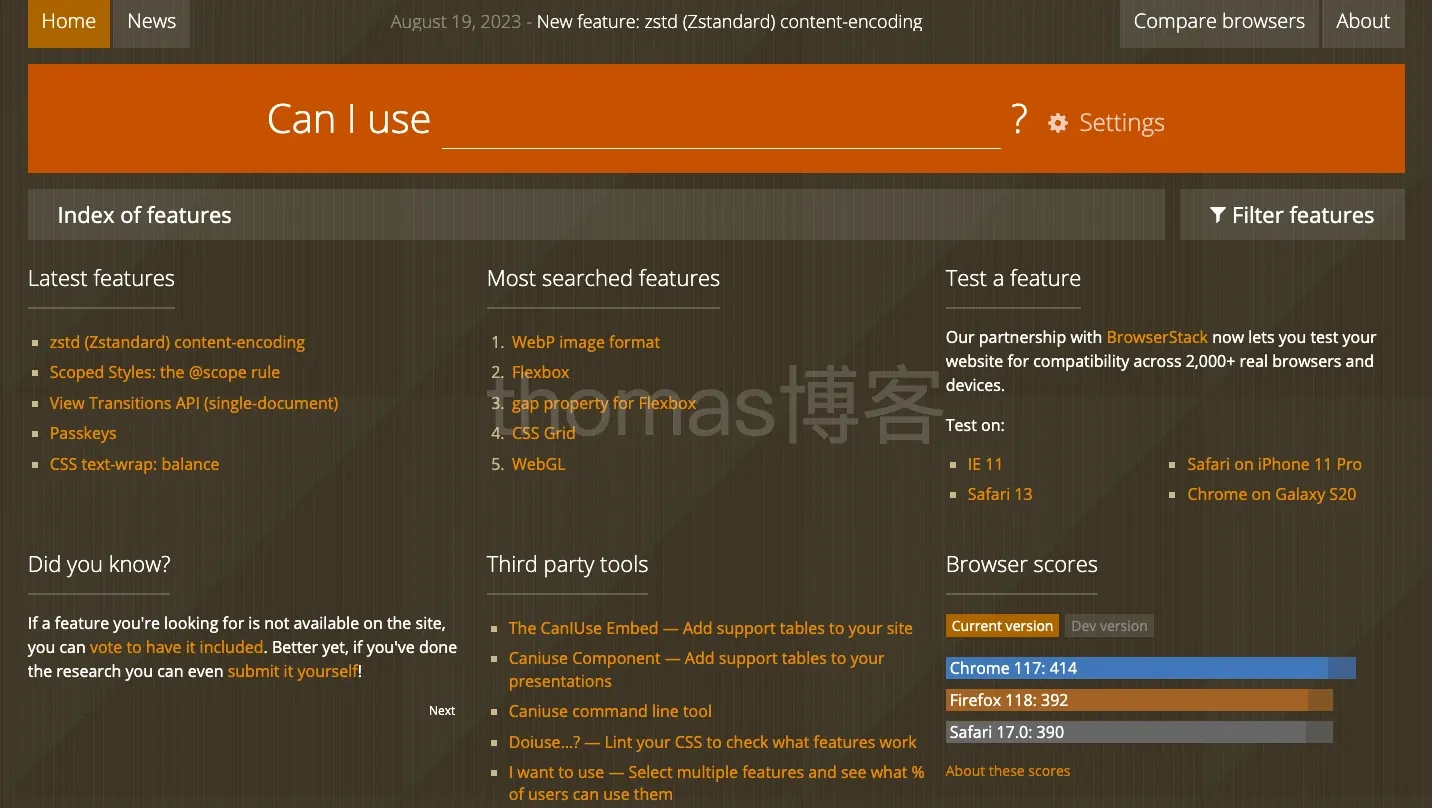 Home
News
August 19, 2023 - New feature: zstd (Zstandard) content-encoding
Compare browsers
About
Can I use
?
Settings
Index of features
Filter features
Latest features
zstd (Zstandard) content-encoding
Scoped Styles: the @scope rule
View Transitions API (single-document)
Passkeys
CSS text-wrap: balance
Most searched features
1. WebP image format
2. Flexbox
3. gap property for Flexbox
4. CSS Grid
5. WebGL
thomas博客
Test a feature
Our partnership with BrowserStack now lets you test your
website for compatibility across 2,000+ real browsers and
devices.
Test on:
IE 11
Safari 13
Safari on iPhone 11 Pro
Chrome on Galaxy S20
Did you know?
If a feature you're looking for is not available on the site,
you can vote to have it included. Better yet, if you've done
the research you can even submit it yourself!
Next
Third party tools
The CanIUse Embed — Add support tables to your site
Caniuse Component — Add support tables to your
presentations
Caniuse command line tool
Doiuse...? — Lint your CSS to check what features work
I want to use — Select multiple features and see what %
of users can use them
Browser scores
Current version
Dev version
Chrome 117: 414
Firefox 118: 392
Safari 17.0: 390
About these scores